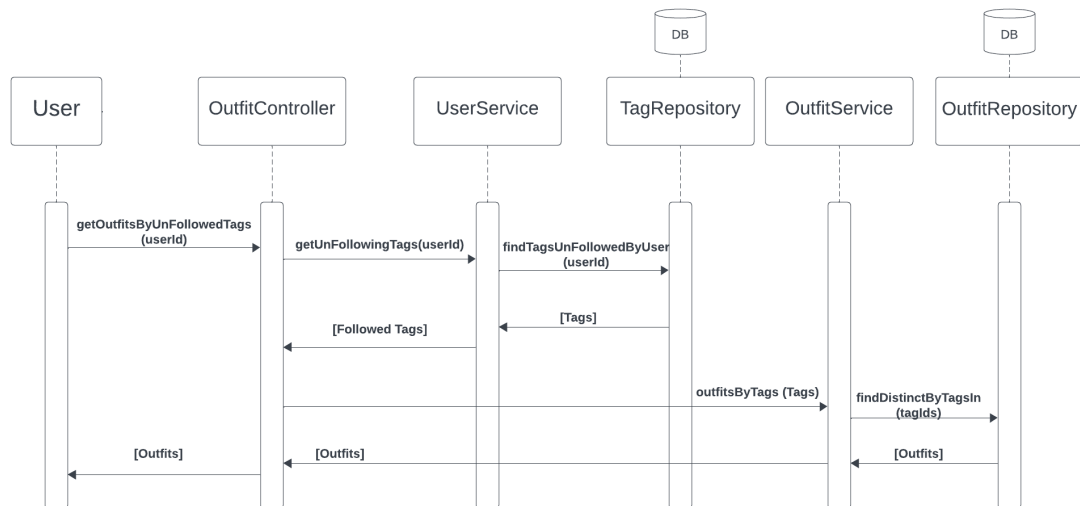 DB
DB
User
OutfitController
UserService
TagRepository
OutfitService
OutfitRepository
getOutfitsByUnFollowedTags
(userId)
getUnFollowingTags(userId)
findTagsUnFollowedByUser
(userId)
[Tags]
[Followed Tags]
outfitsByTags (Tags)
findDistinctByTagsIn
(tagIds)
[Outfits]
[Outfits]
[Outfits]